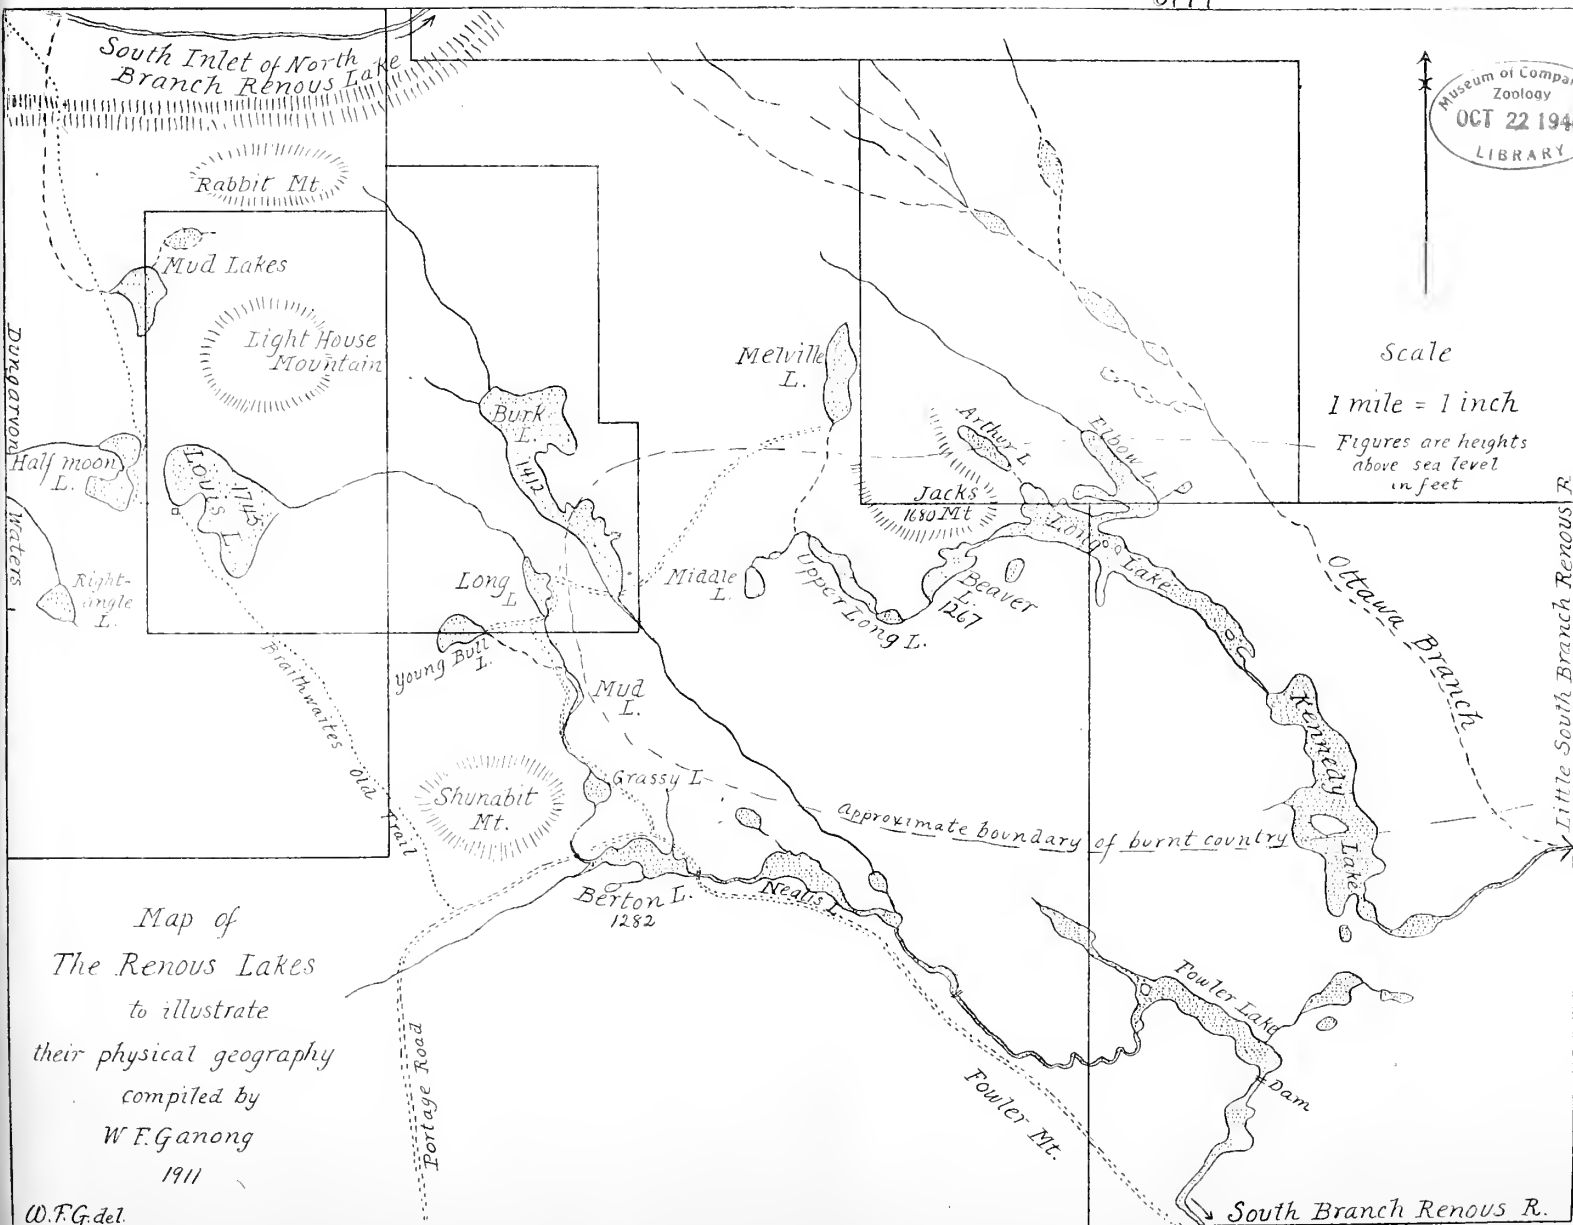 South Inlet of North
Branch Renous Lake
Museum of Compa
Zoology
OCT 22 194
LIBRARY
Rabbit Mt.
Mud Lakes
Light House
Mountain
Dungarvon
Waters
Half moon
L.
Louis L.
1745
Right-
angle
L.
Burk
L.
1412
Melville
L.
Arthur L
Elbow L
Jacks
1680 Mt
Scale
1 mile = 1 inch
Figures are heights
above sea level
in feet
Long
L
Middle
L.
Upper Long L.
Beaver
L.
1267
Long
Lake
Ottawa Branch
Little South Branch Renous R
Young Bull
L.
Braithwaites
Old Trail
Mud
L.
Kennedy
Lake
Grassy L
Shunabit
Mt.
Approximate boundary of burnt country
Berton L.
1282
Nealis L.
Fowler Lake
Dam
Fowler Mt.
Portage Road
Map of
The Renous Lakes
to illustrate
their physical geography
compiled by
W F. Ganong
1911
W.F.G. del.
South Branch Renous R.